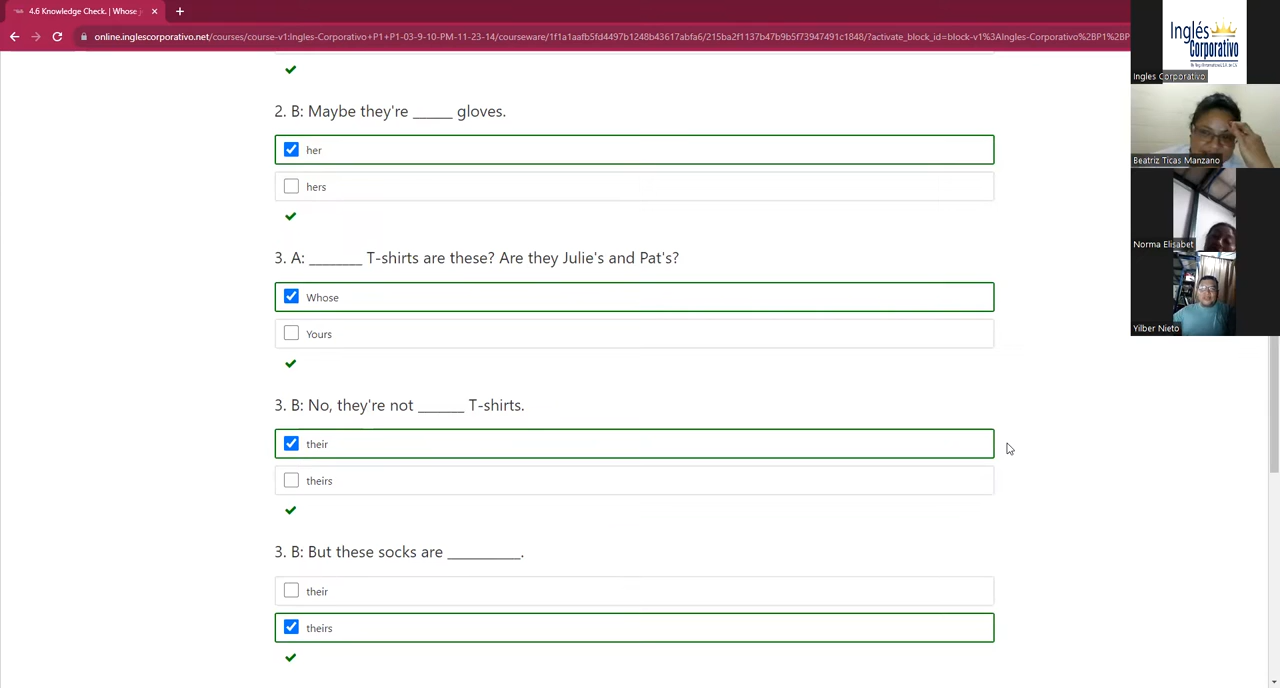 4.6 Knowledge Check. | Whose j
online.inglescorporativo.net/courses/course-v1:Ingles-Corporativo+P1+P1-03-9-10-PM-11-23-14/courseware/1f1a1aafb5fd4497b1248b43617abfa6/215ba2f1137b47b9b5f73947491c1848/?activate_block_id=block-v1%3AIngles-Corporativo%2BP1%2BP
2. B: Maybe they're _____ gloves.
her
hers
3. A: ________ T-shirts are these? Are they Julie's and Pat's?
Whose
Yours
3. B: No, they're not ______ T-shirts.
their
theirs
3. B: But these socks are __________.
their
theirs
Inglés
Corporativo
Ingles Corporativo
Beatriz Ticas Manzano
Norma Elisabet
Yilber Nieto